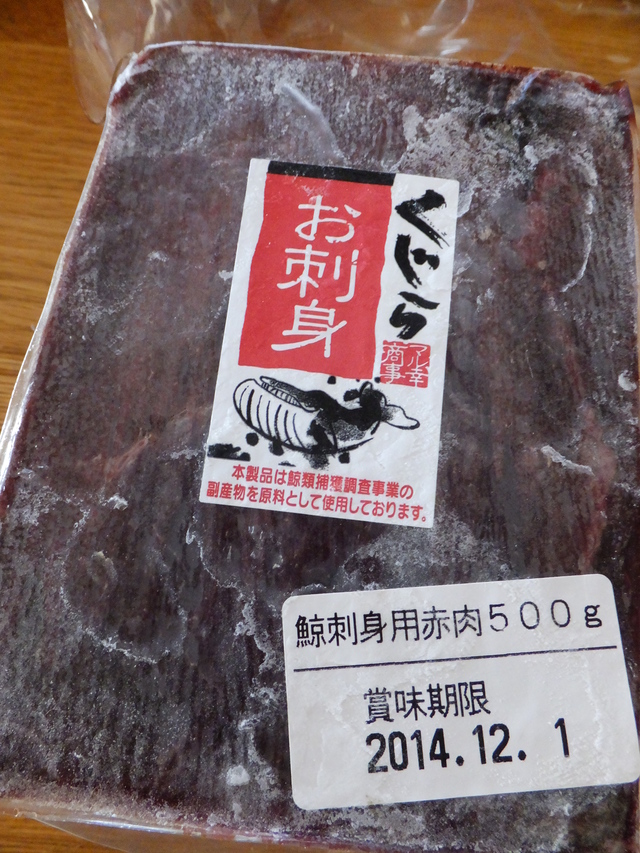 くじら
お刺身
マル幸
商事
本製品は鯨類捕獲調査事業の
副産物を原料として使用しております。
鯨刺身用赤肉500g
賞味期限
2014.12. 1